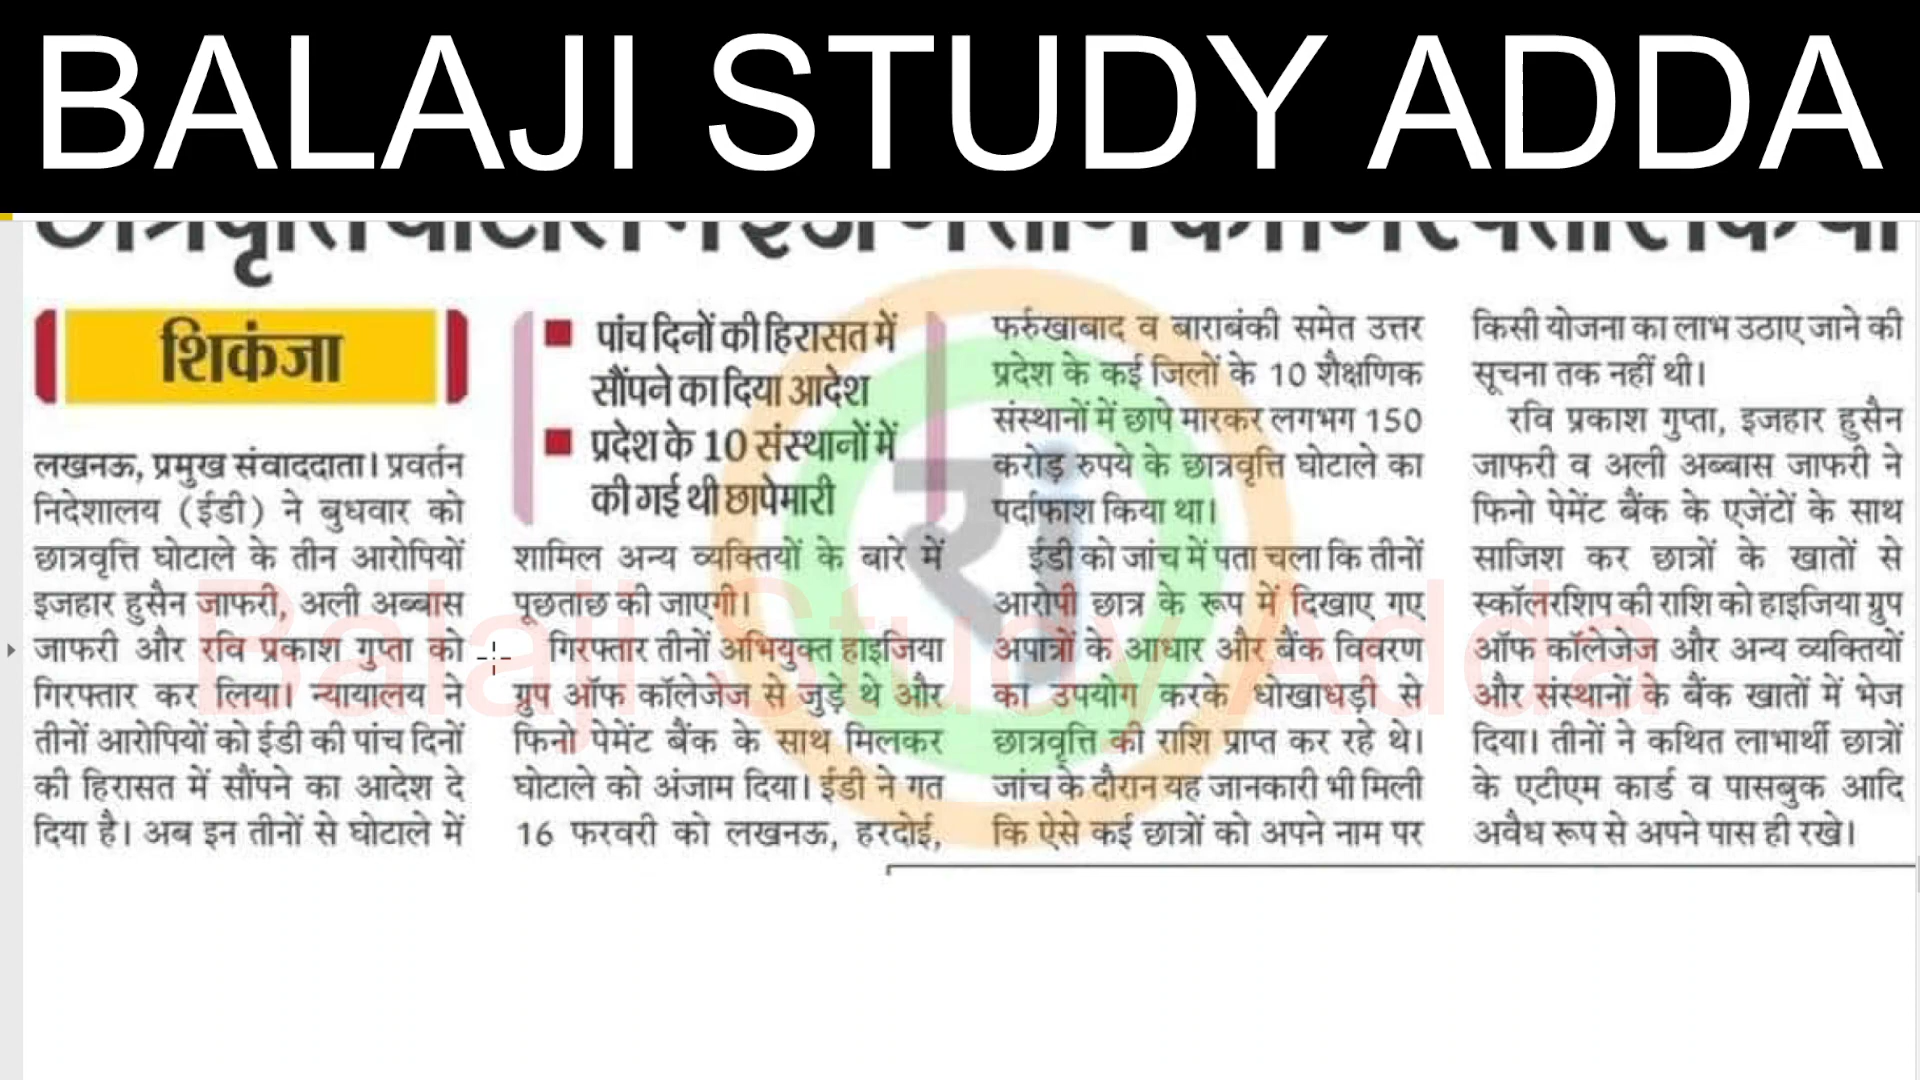 BALAJI STUDY ADDA
छात्रवृत्ति घोटाले में ईडी ने तीन को गिरफ्तार किया
शिकंजा
लखनऊ, प्रमुख संवाददाता। प्रवर्तन
निदेशालय (ईडी) ने बुधवार को
छात्रवृत्ति घोटाले के तीन आरोपियों
इजहार हुसैन जाफरी, अली अब्बास
जाफरी और रवि प्रकाश गुप्ता को
गिरफ्तार कर लिया। न्यायालय ने
तीनों आरोपियों को ईडी की पांच दिनों
की हिरासत में सौंपने का आदेश दे
दिया है। अब इन तीनों से घोटाले में
पांच दिनों की हिरासत में
सौंपने का दिया आदेश
प्रदेश के 10 संस्थानों में
की गई थी छापेमारी
शामिल अन्य व्यक्तियों के बारे में
पूछताछ की जाएगी।
गिरफ्तार तीनों अभियुक्त हाइजिया
ग्रुप ऑफ कॉलेजेज से जुड़े थे और
फिनो पेमेंट बैंक के साथ मिलकर
घोटाले को अंजाम दिया। ईडी ने गत
16 फरवरी को लखनऊ, हरदोई,
फर्रुखाबाद व बाराबंकी समेत उत्तर
प्रदेश के कई जिलों के 10 शैक्षणिक
संस्थानों में छापे मारकर लगभग 150
करोड़ रुपये के छात्रवृत्ति घोटाले का
पर्दाफाश किया था।
ईडी को जांच में पता चला कि तीनों
आरोपी छात्र के रूप में दिखाए गए
अपात्रों के आधार और बैंक विवरण
का उपयोग करके धोखाधड़ी से
छात्रवृत्ति की राशि प्राप्त कर रहे थे।
जांच के दौरान यह जानकारी भी मिली
कि ऐसे कई छात्रों को अपने नाम पर
किसी योजना का लाभ उठाए जाने की
सूचना तक नहीं थी।
रवि प्रकाश गुप्ता, इजहार हुसैन
जाफरी व अली अब्बास जाफरी ने
फिनो पेमेंट बैंक के एजेंटों के साथ
साजिश कर छात्रों के खातों से
स्कॉलरशिप की राशि को हाइजिया ग्रुप
ऑफ कॉलेजेज और अन्य व्यक्तियों
और संस्थानों के बैंक खातों में भेज
दिया। तीनों ने कथित लाभार्थी छात्रों
के एटीएम कार्ड व पासबुक आदि
अवैध रूप से अपने पास ही रखे।
Balaji Study Adda